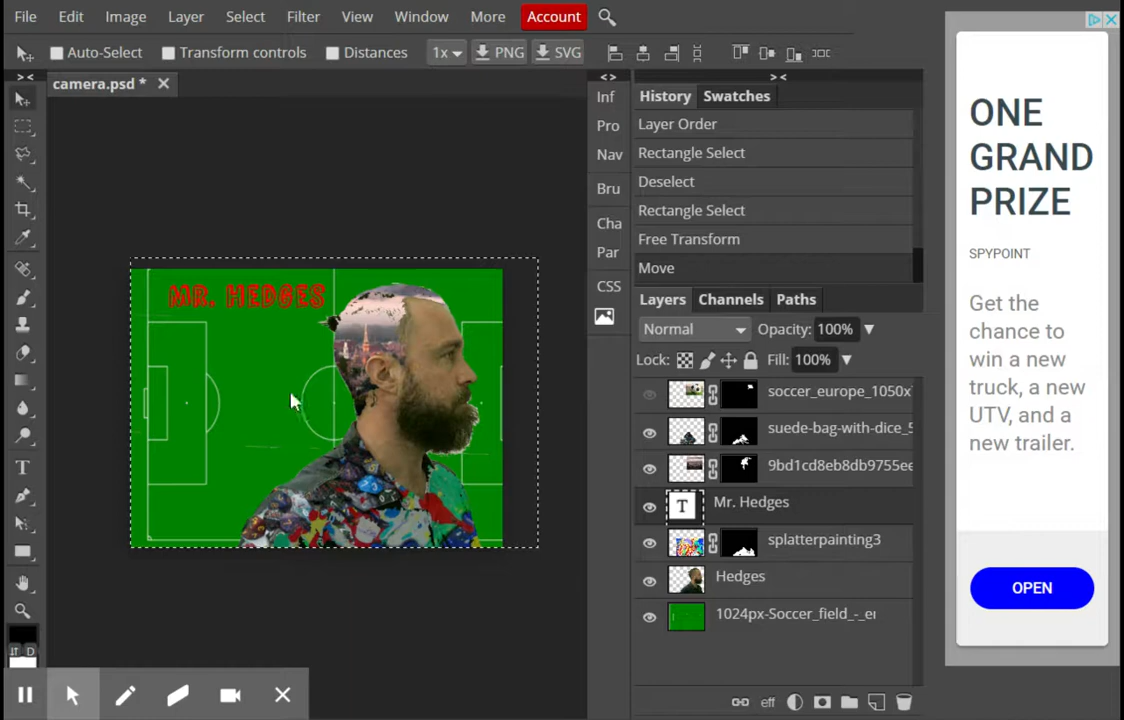 File Edit Image Layer Select Filter View Window More Account
Auto-Select Transform controls Distances 1x PNG SVG
camera.psd *
MR. HEDGES
Inf
Pro
Nav
Bru
Cha
Par
CSS
History Swatches
Layer Order
Rectangle Select
Deselect
Rectangle Select
Free Transform
Move
Layers Channels Paths
Normal Opacity: 100%
Lock: Fill: 100%
soccer_europe_1050x
suede-bag-with-dice_5
9bd1cd8eb8db9755ee
T Mr. Hedges
splatterpainting3
Hedges
1024px-Soccer_field_-_er
eff
T
D
ONE
GRAND
PRIZE
SPYPOINT
Get the
chance to
win a new
truck, a new
UTV, and a
new trailer.
OPEN